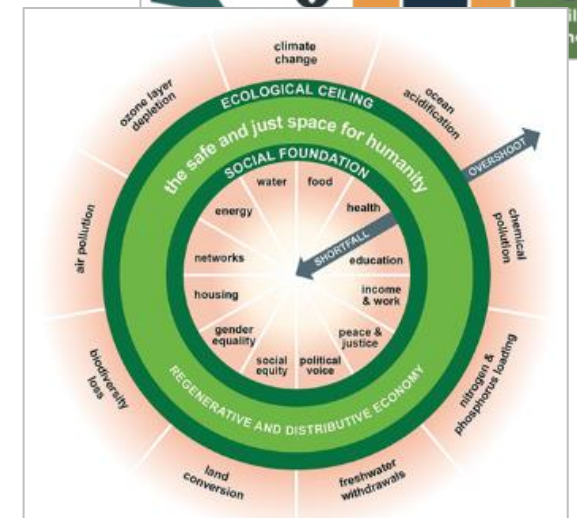 climate
change
ocean
acidification
chemical
pollution
nitrogen &
phosphorus loading
freshwater
withdrawals
land
conversion
biodiversity
loss
air pollution
ozone layer
depletion
ECOLOGICAL CEILING
the safe and just space for humanity
SOCIAL FOUNDATION
OVERSHOOT
SHORTFALL
water
food
health
education
income
& work
peace &
justice
political
voice
social
equity
gender
equality
housing
networks
energy
REGENERATIVE AND DISTRIBUTIVE ECONOMY